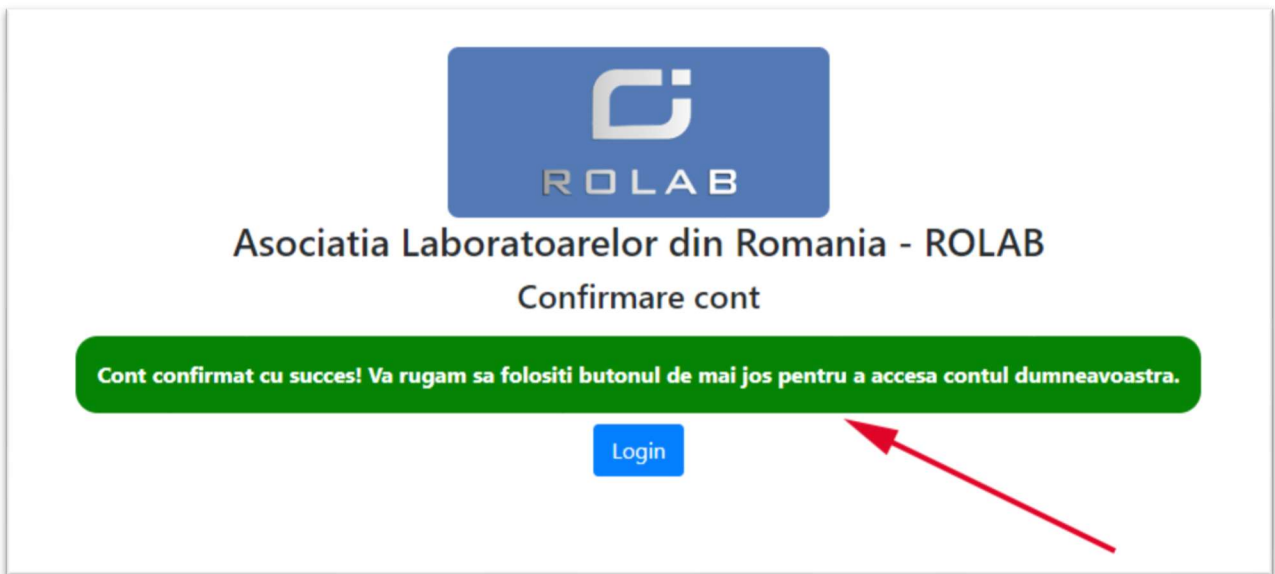 ROLAB
Asociatia Laboratoarelor din Romania - ROLAB
Confirmare cont
Cont confirmat cu succes! Va rugam sa folositi butonul de mai jos pentru a accesa contul dumneavoastra.
Login